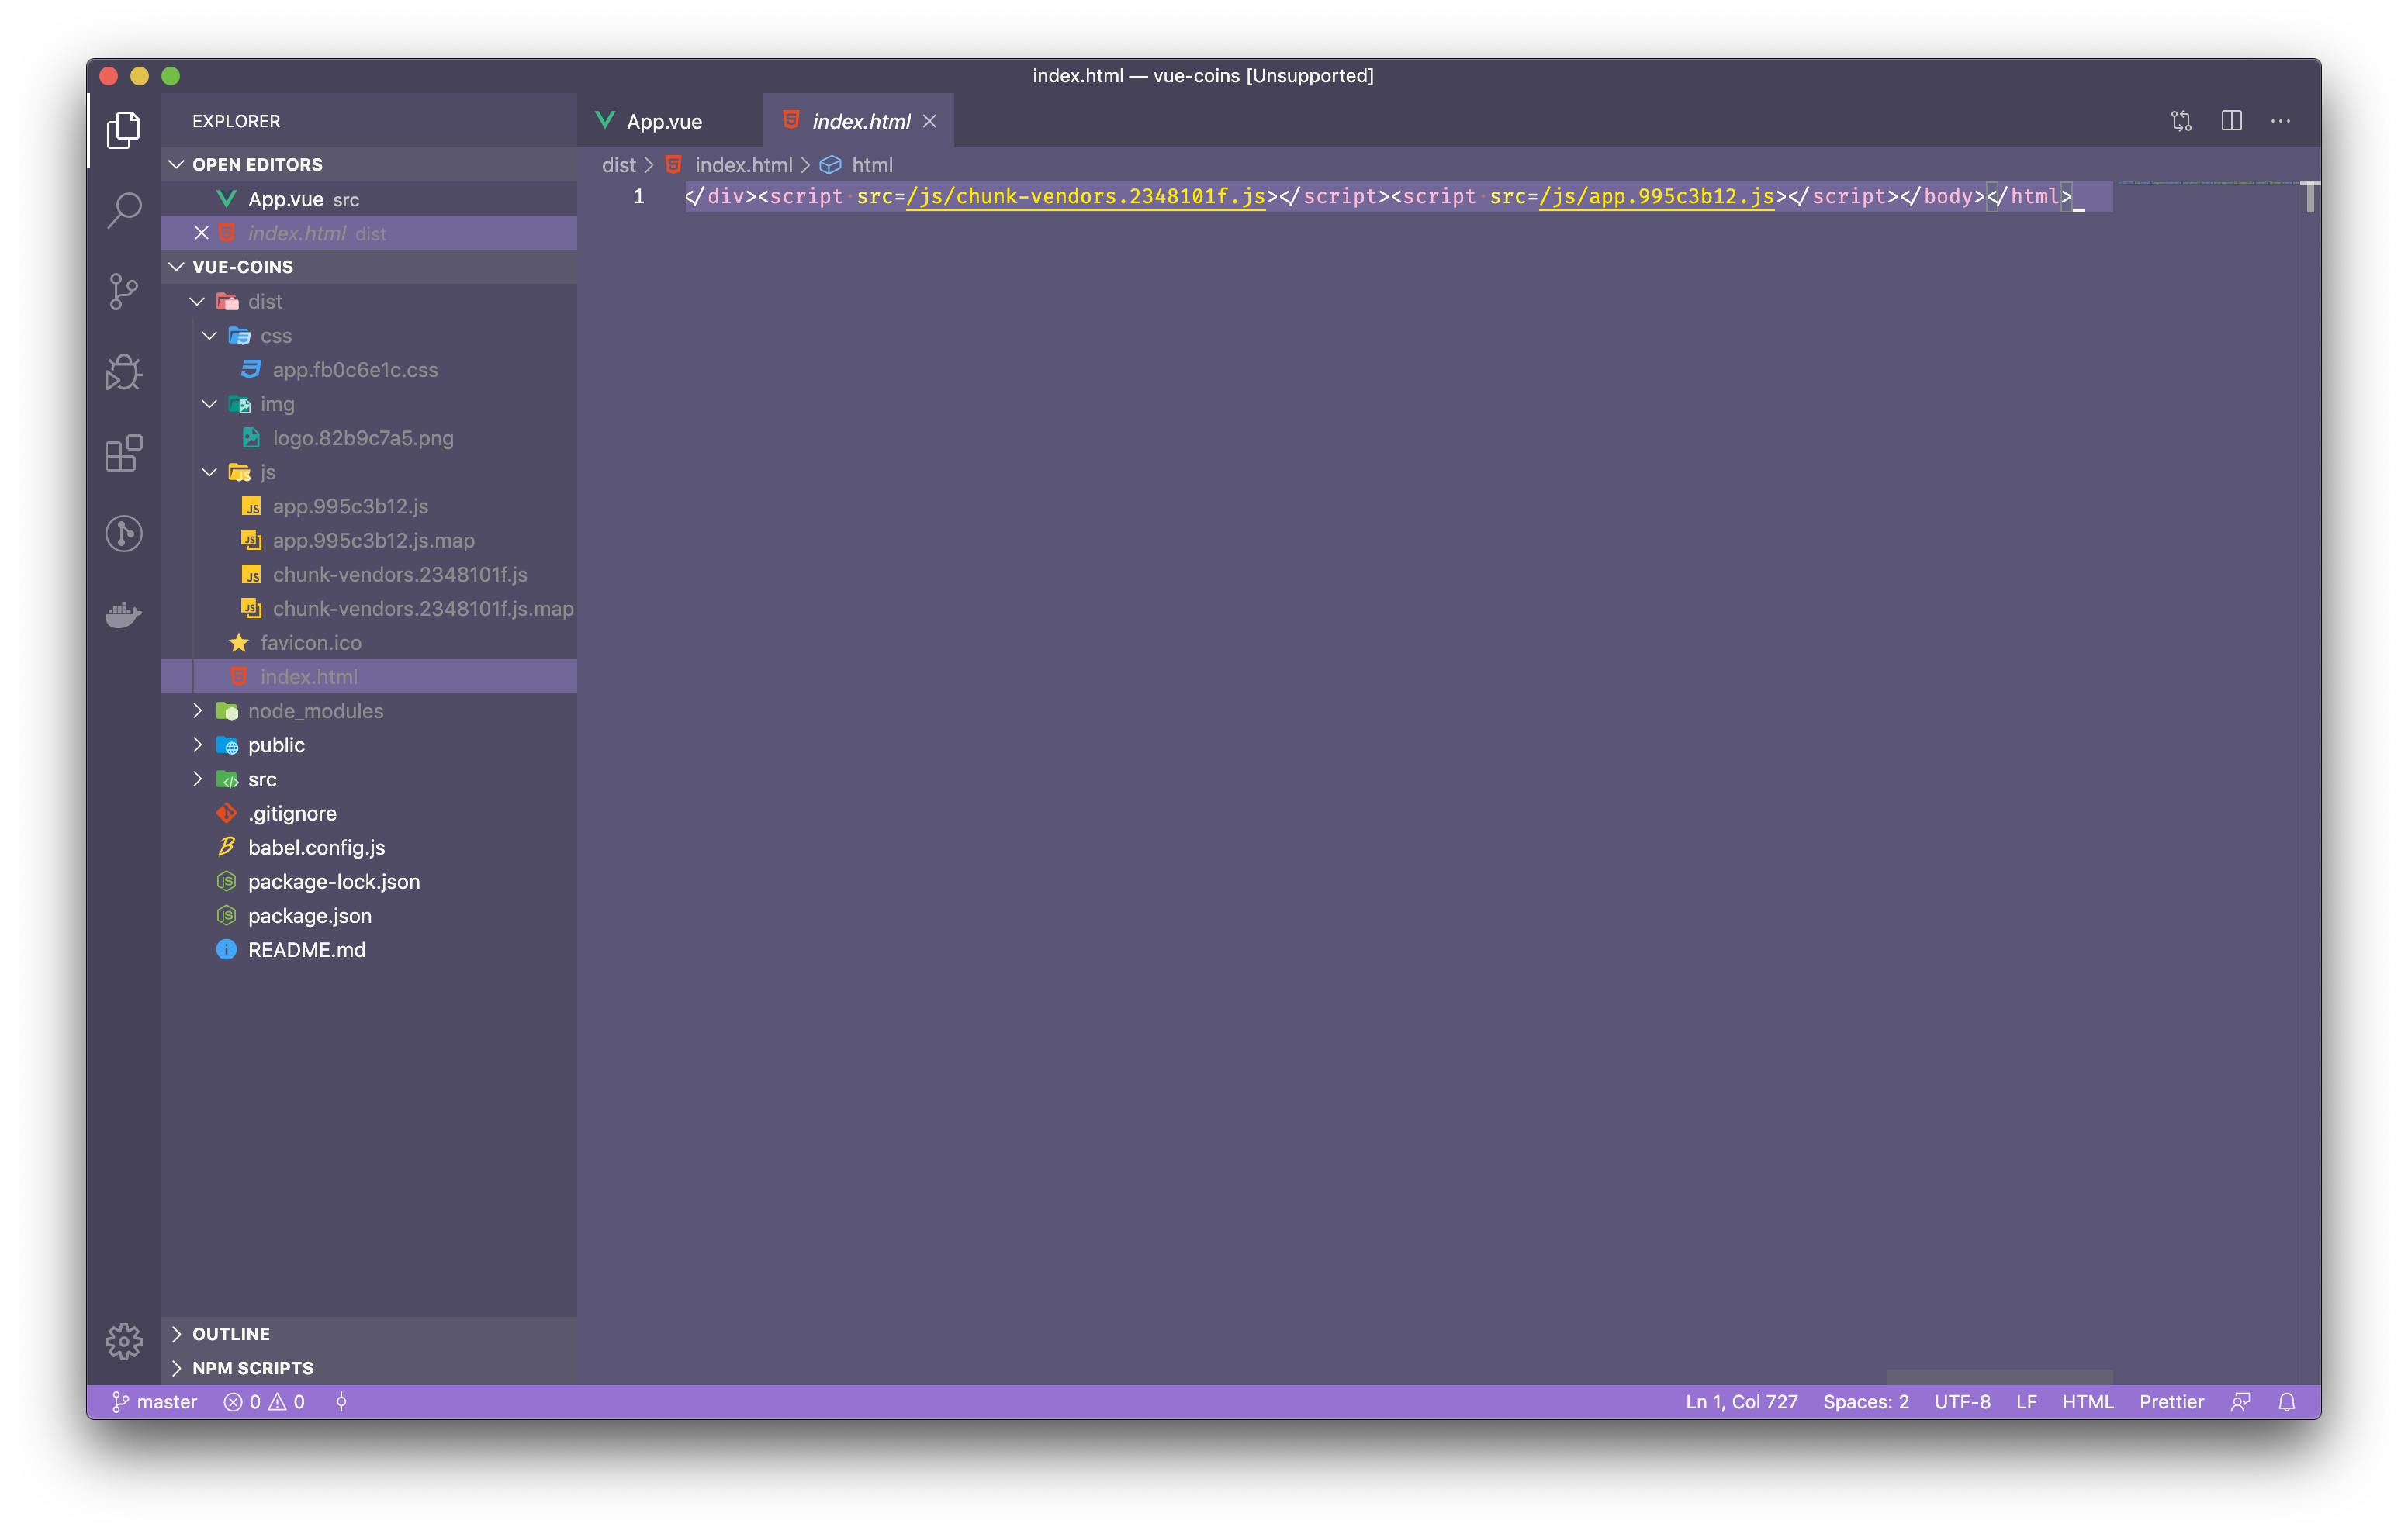 index.html — vue-coins [Unsupported]
EXPLORER
OPEN EDITORS
App.vue src
index.html dist
VUE-COINS
dist
css
app.fb0c6e1c.css
img
logo.82b9c7a5.png
js
app.995c3b12.js
app.995c3b12.js.map
chunk-vendors.2348101f.js
chunk-vendors.2348101f.js.map
favicon.ico
index.html
node_modules
public
src
.gitignore
babel.config.js
package-lock.json
package.json
README.md
OUTLINE
NPM SCRIPTS
App.vue index.html
dist > index.html > html
1 </div><script src=/js/chunk-vendors.2348101f.js></script><script src=/js/app.995c3b12.js></script></body></html>
master 0 0 Ln 1, Col 727 Spaces: 2 UTF-8 LF HTML Prettier